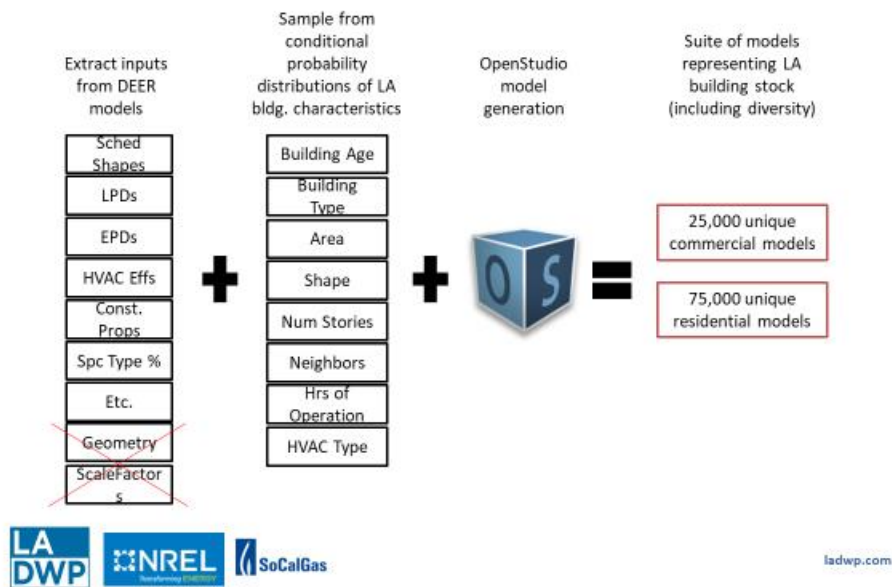 Extract inputs
from DEER
models
Sched
Shapes
LPDs
EPDs
HVAC Effs
Const.
Props
Spc Type %
Etc.
Geometry
ScaleFactor
s
+
Sample from
conditional
probability
distributions of LA
bldg. characteristics
Building Age
Building
Type
Area
Shape
Num Stories
Neighbors
Hrs of
Operation
HVAC Type
+
OpenStudio
model
generation
O S
=
Suite of models
representing LA
building stock
(including diversity)
25,000 unique
commercial models
75,000 unique
residential models
LA
DWP
NREL
Transforming ENERGY
SoCalGas
ladwp.com